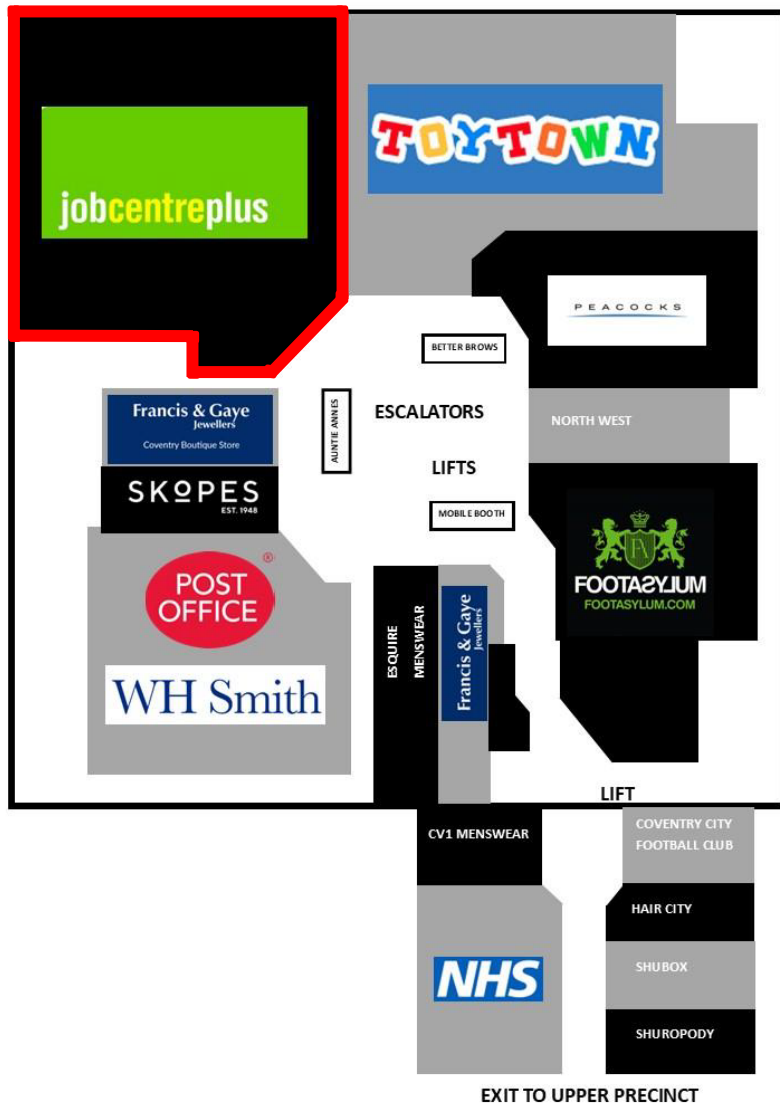 jobcentreplus
TOYTOWN
PEACOCKS
BETTER BROWS
Francis & Gaye
Jewellers
Coventry Boutique Store
AUNTIE ANNES
ESCALATORS
NORTH WEST
LIFTS
SKOPES
EST. 1948
MOBILE BOOTH
FA
FOOTASYLUM
FOOTASYLUM.COM
POST
OFFICE
®
WH Smith
ESQUIRE
MENSWEAR
Francis & Gaye
Jewellers
LIFT
CV1 MENSWEAR
COVENTRY CITY
FOOTBALL CLUB
HAIR CITY
NHS
SHUBOX
SHUROPODY
EXIT TO UPPER PRECINCT